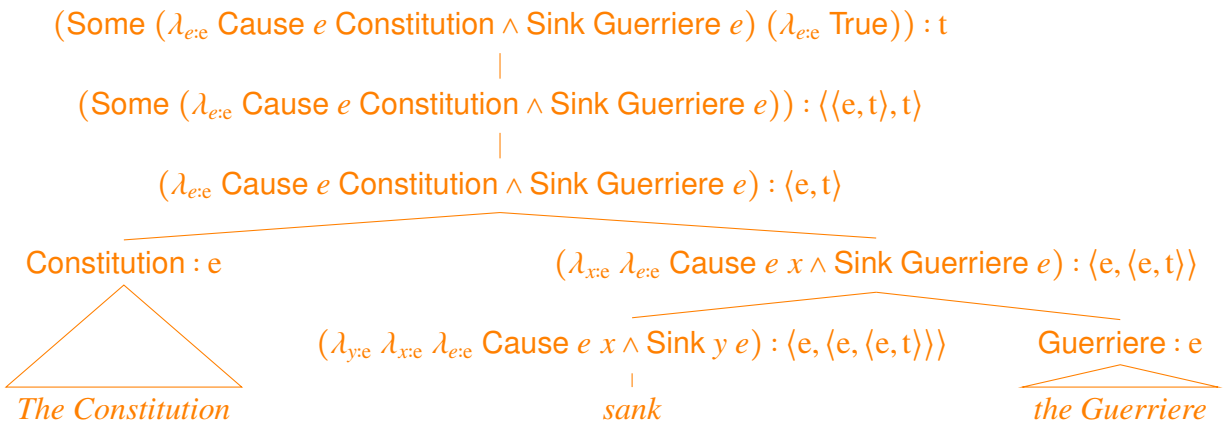 (Some (λₑ:ₑ Cause e Constitution ∧ Sink Guerriere e) (λₑ:ₑ True)) : t
(Some (λₑ:ₑ Cause e Constitution ∧ Sink Guerriere e)) : ⟨⟨e, t⟩, t⟩
(λₑ:ₑ Cause e Constitution ∧ Sink Guerriere e) : ⟨e, t⟩
Constitution : e (λₓ:ₑ λₑ:ₑ Cause e x ∧ Sink Guerriere e) : ⟨e, ⟨e, t⟩⟩
(λy:ₑ λₓ:ₑ λₑ:ₑ Cause e x ∧ Sink y e) : ⟨e, ⟨e, ⟨e, t⟩⟩⟩ Guerriere : e
The Constitution sank the Guerriere